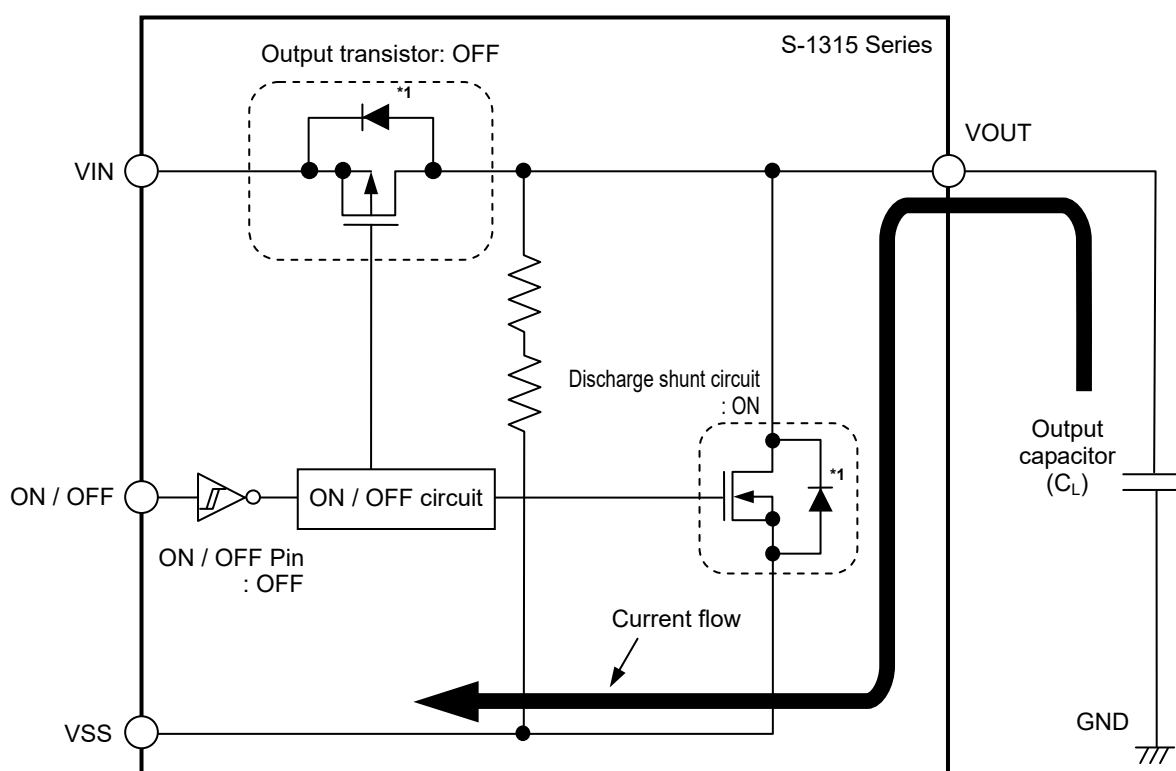 S-1315 Series
Output transistor: OFF
*1
VOUT
VIN
Discharge shunt circuit
: ON
*1
Output
capacitor
(CL)
ON / OFF
ON / OFF circuit
ON / OFF Pin
: OFF
Current flow
GND
VSS